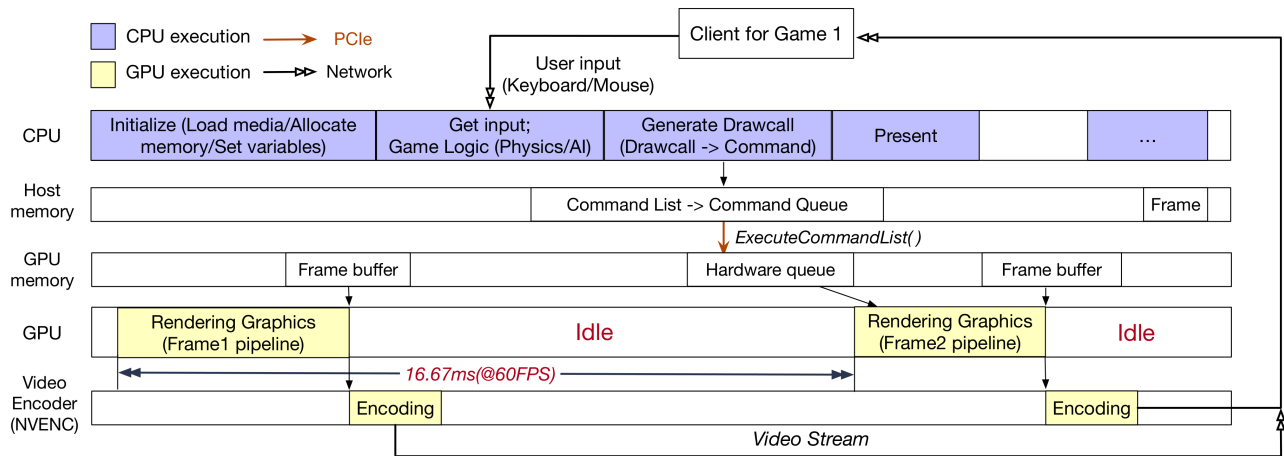 CPU execution
PCIe
GPU execution
Network
Client for Game 1
User input
(Keyboard/Mouse)
CPU
Initialize (Load media/Allocate
memory/Set variables)
Get input;
Game Logic (Physics/AI)
Generate Drawcall
(Drawcall -> Command)
Present
...
Host
memory
Command List -> Command Queue
Frame
ExecuteCommandList( )
GPU
memory
Frame buffer
Hardware queue
Frame buffer
GPU
Rendering Graphics
(Frame1 pipeline)
Idle
Rendering Graphics
(Frame2 pipeline)
Idle
16.67ms(@60FPS)
Video
Encoder
(NVENC)
Encoding
Encoding
Video Stream